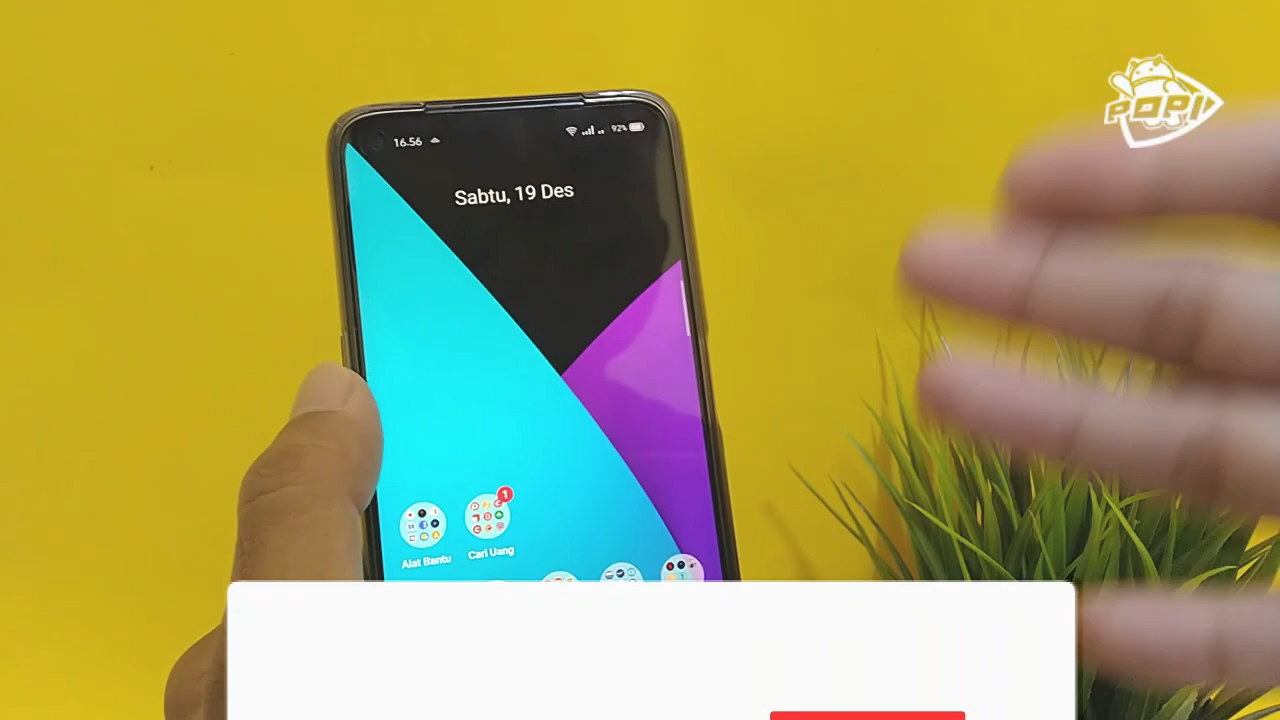 POPI
16.56
92%
Sabtu, 19 Des
1
Alat Bantu
Cari Uang